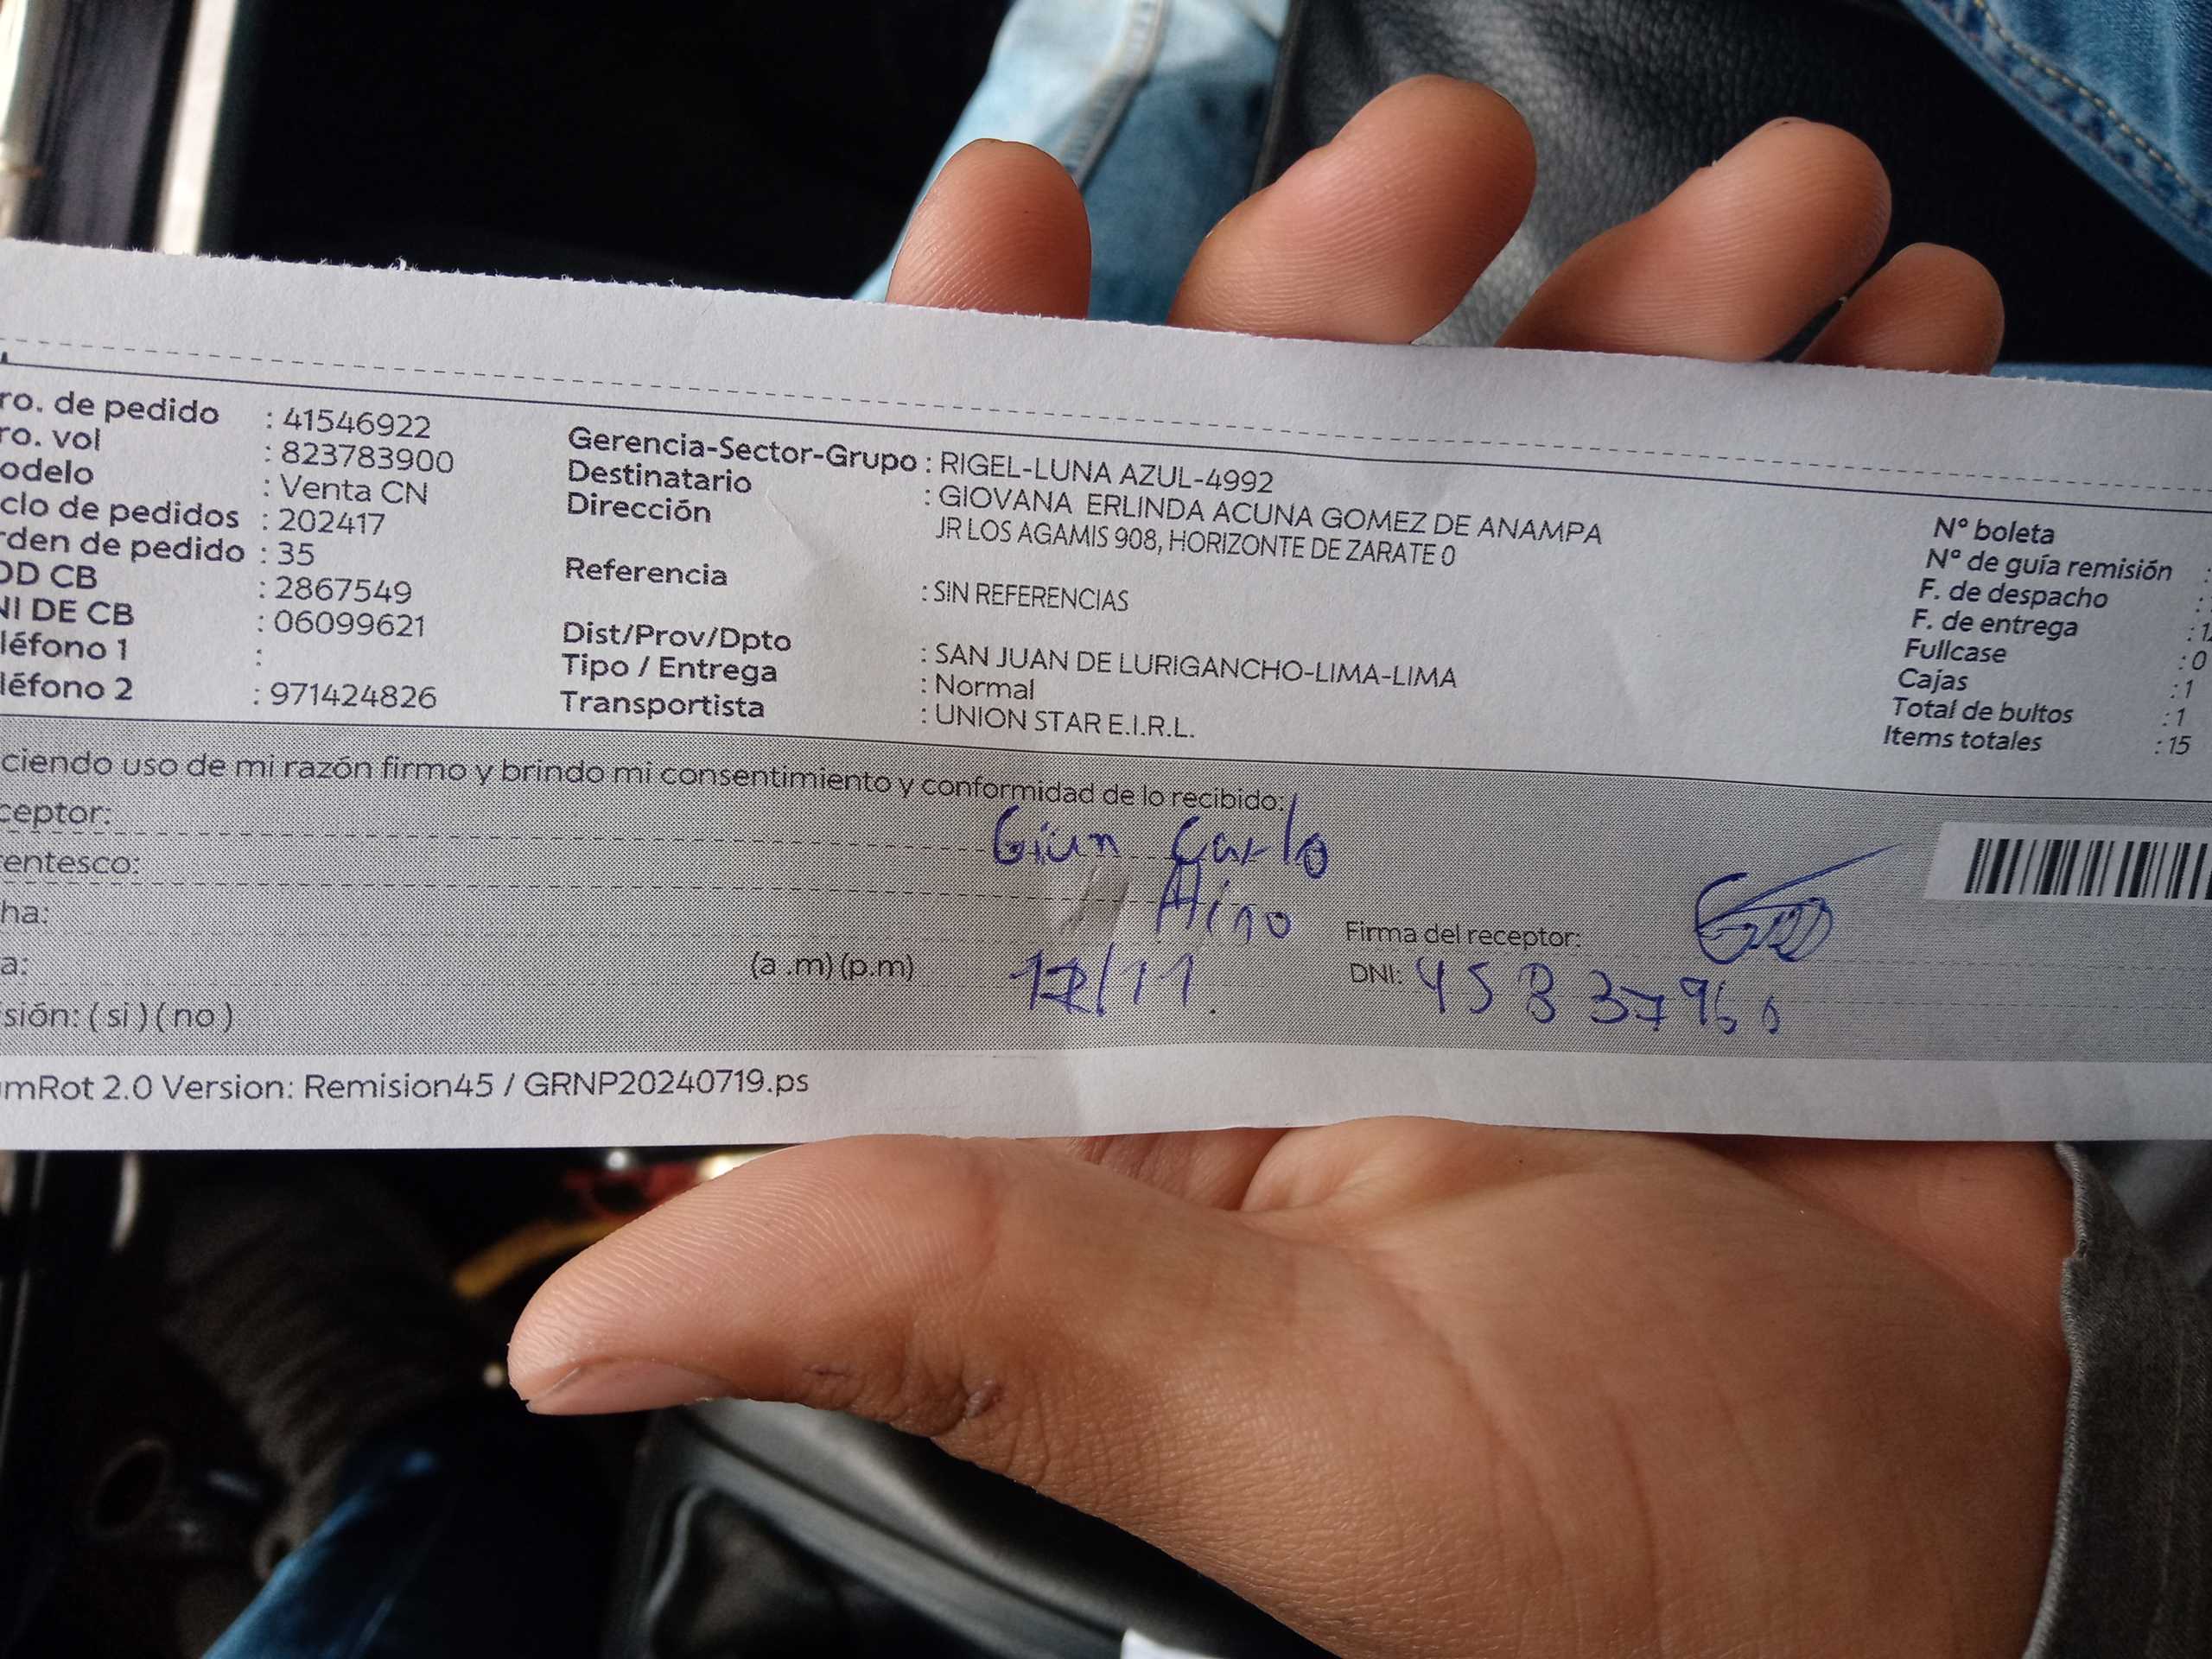 ro. de pedido : 41546922
ro. vol : 823783900
odelo : Venta CN
clo de pedidos : 202417
rden de pedido : 35
OD CB : 2867549
NI DE CB : 06099621
léfono 1 :
léfono 2 : 971424826
Gerencia-Sector-Grupo : RIGEL-LUNA AZUL-4992
Destinatario : GIOVANA ERLINDA ACUNA GOMEZ DE ANAMPA
Dirección JR LOS AGAMIS 908, HORIZONTE DE ZARATE 0
Referencia : SIN REFERENCIAS
Dist/Prov/Dpto : SAN JUAN DE LURIGANCHO-LIMA-LIMA
Tipo / Entrega : Normal
Transportista : UNION STAR E.I.R.L.
N° boleta
N° de guía remisión :
F. de despacho :
F. de entrega :1
Fullcase :0
Cajas :1
Total de bultos :1
Items totales :15
ciendo uso de mi razón firmo y brindo mi consentimiento y conformidad de lo recibido:
ceptor: Gian Carlo
entesco:
ha:
a: (a .m) (p.m) /11
Firma del receptor:
DNI: 45837960
sión: ( si ) ( no )
mRot 2.0 Version: Remision45 / GRNP20240719.ps